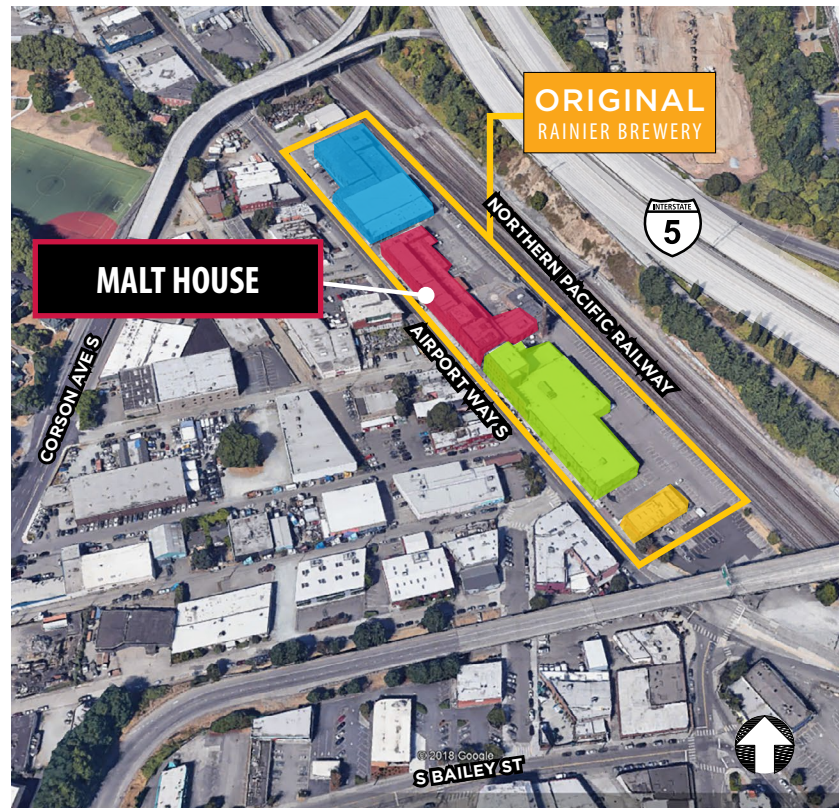 ORIGINAL
RAINIER BREWERY
INTERSTATE
5
NORTHERN PACIFIC RAILWAY
MALT HOUSE
AIRPORT WAY S
CORSON AVE S
© 2018 Google
S BAILEY ST